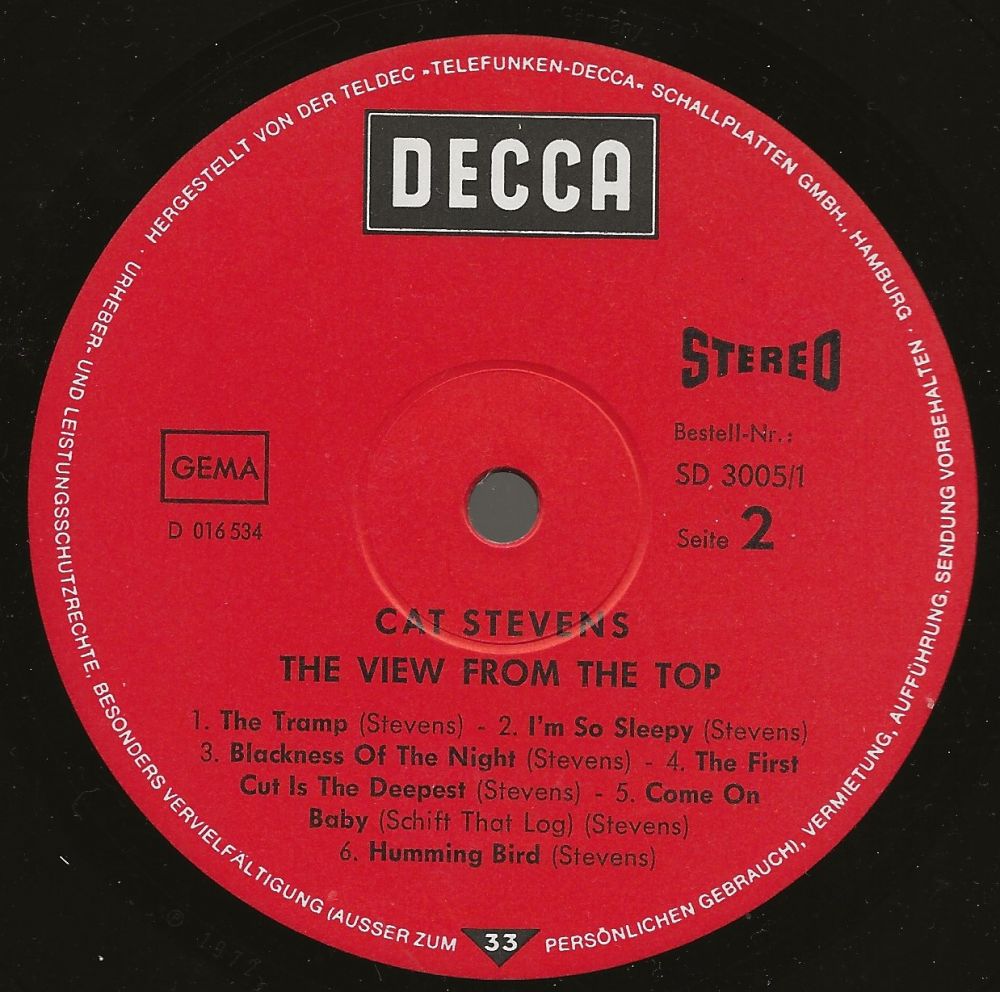 HERGESTELLT VON DER TELDEC »TELEFUNKEN-DECCA« SCHALLPLATTEN GMBH., HAMBURG · URHEBER- UND LEISTUNGSSCHUTZRECHTE, BESONDERS VERVIELFÄLTIGUNG (AUSSER ZUM PERSÖNLICHEN GEBRAUCH), VERMIETUNG, AUFFÜHRUNG, SENDUNG VORBEHALTEN ·
DECCA
STEREO
Bestell-Nr.:
SD 3005/1
Seite 2
GEMA
D 016 534
CAT STEVENS
THE VIEW FROM THE TOP
1. The Tramp (Stevens) - 2. I'm So Sleepy (Stevens)
3. Blackness Of The Night (Stevens) - 4. The First
Cut Is The Deepest (Stevens) - 5. Come On
Baby (Schift That Log) (Stevens)
6. Humming Bird (Stevens)
33